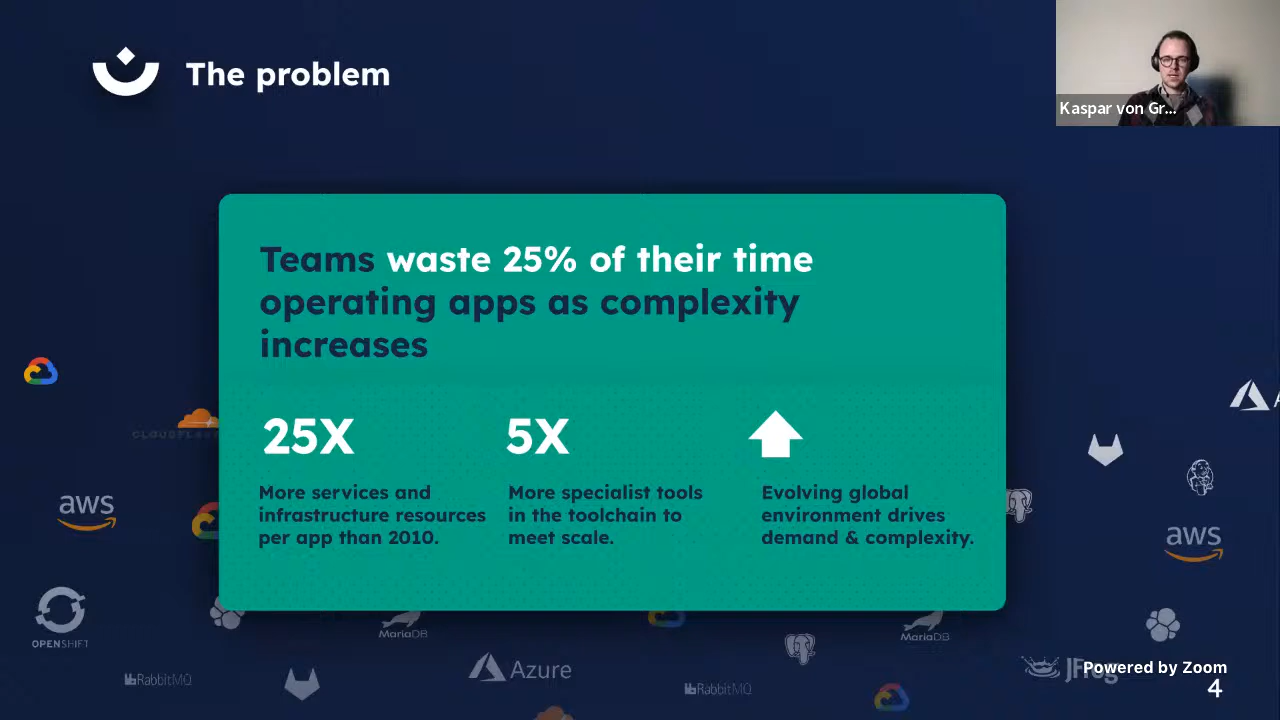 The problem
Kaspar von Gr...
Teams waste 25% of their time
operating apps as complexity
increases
25X
5X
More services and
infrastructure resources
per app than 2010.
More specialist tools
in the toolchain to
meet scale.
Evolving global
environment drives
demand & complexity.
CLOUDFLA
A
aws
aws
OPENSHIFT
MariaDB
MariaDB
RabbitMQ
Azure
RabbitMQ
JFrog
Powered by Zoom
4